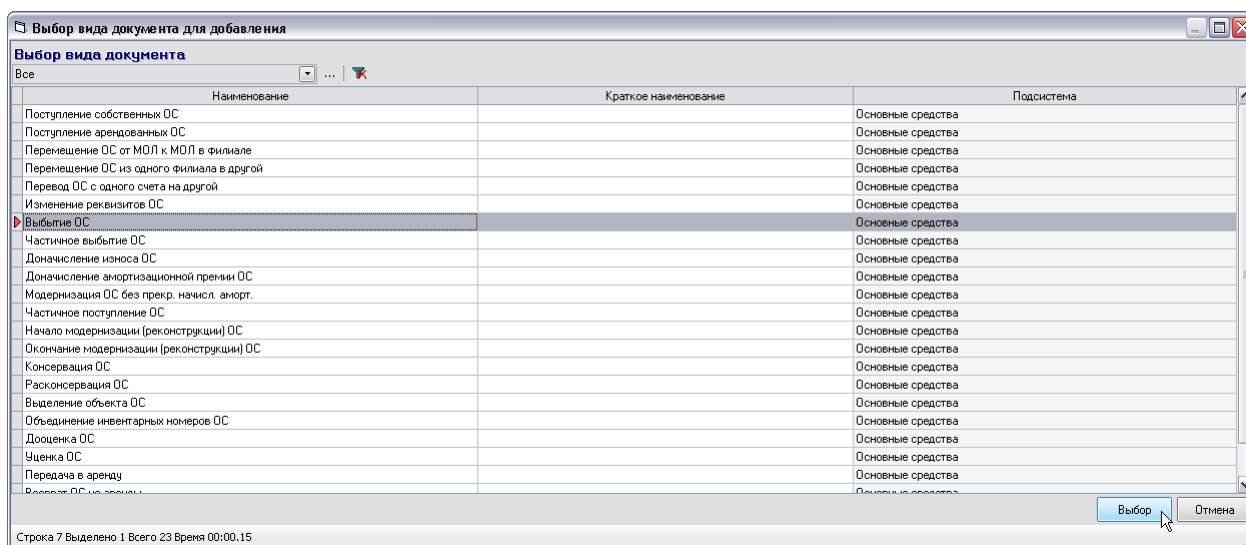 Выбор вида документа для добавления
Выбор вида документа
Все ...
Наименование Краткое наименование Подсистема
Поступление собственных ОС Основные средства
Поступление арендованных ОС Основные средства
Перемещение ОС от МОЛ к МОЛ в филиале Основные средства
Перемещение ОС из одного филиала в другой Основные средства
Перевод ОС с одного счета на другой Основные средства
Изменение реквизитов ОС Основные средства
Выбытие ОС Основные средства
Частичное выбытие ОС Основные средства
Доначисление износа ОС Основные средства
Доначисление амортизационной премии ОС Основные средства
Модернизация ОС без прекр. начисл. аморт. Основные средства
Частичное поступление ОС Основные средства
Начало модернизации (реконструкции) ОС Основные средства
Окончание модернизации (реконструкции) ОС Основные средства
Консервация ОС Основные средства
Расконсервация ОС Основные средства
Выделение объекта ОС Основные средства
Объединение инвентарных номеров ОС Основные средства
Дооценка ОС Основные средства
Уценка ОС Основные средства
Передача в аренду Основные средства
Возврат ОС из аренды Основные средства
Выбор Отмена
Строка 7 Выделено 1 Всего 23 Время 00:00.15